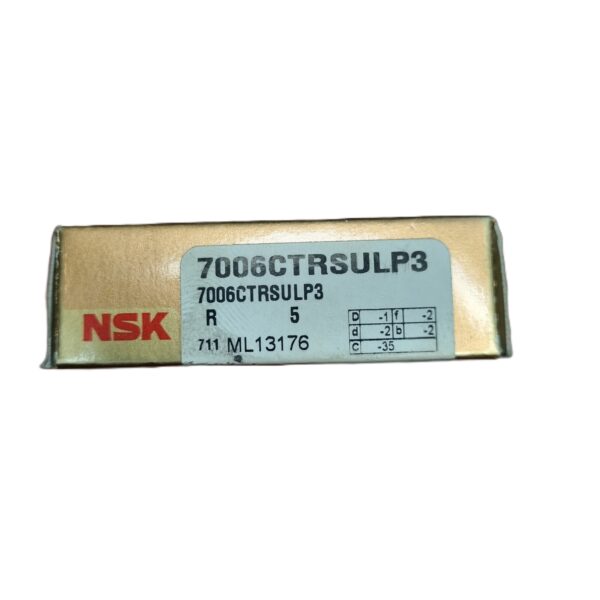 NSK
7006CTRSULP3
7006CTRSULP3
R 5
711 ML13176
D -1 f -2
d -2 b -2
C -35